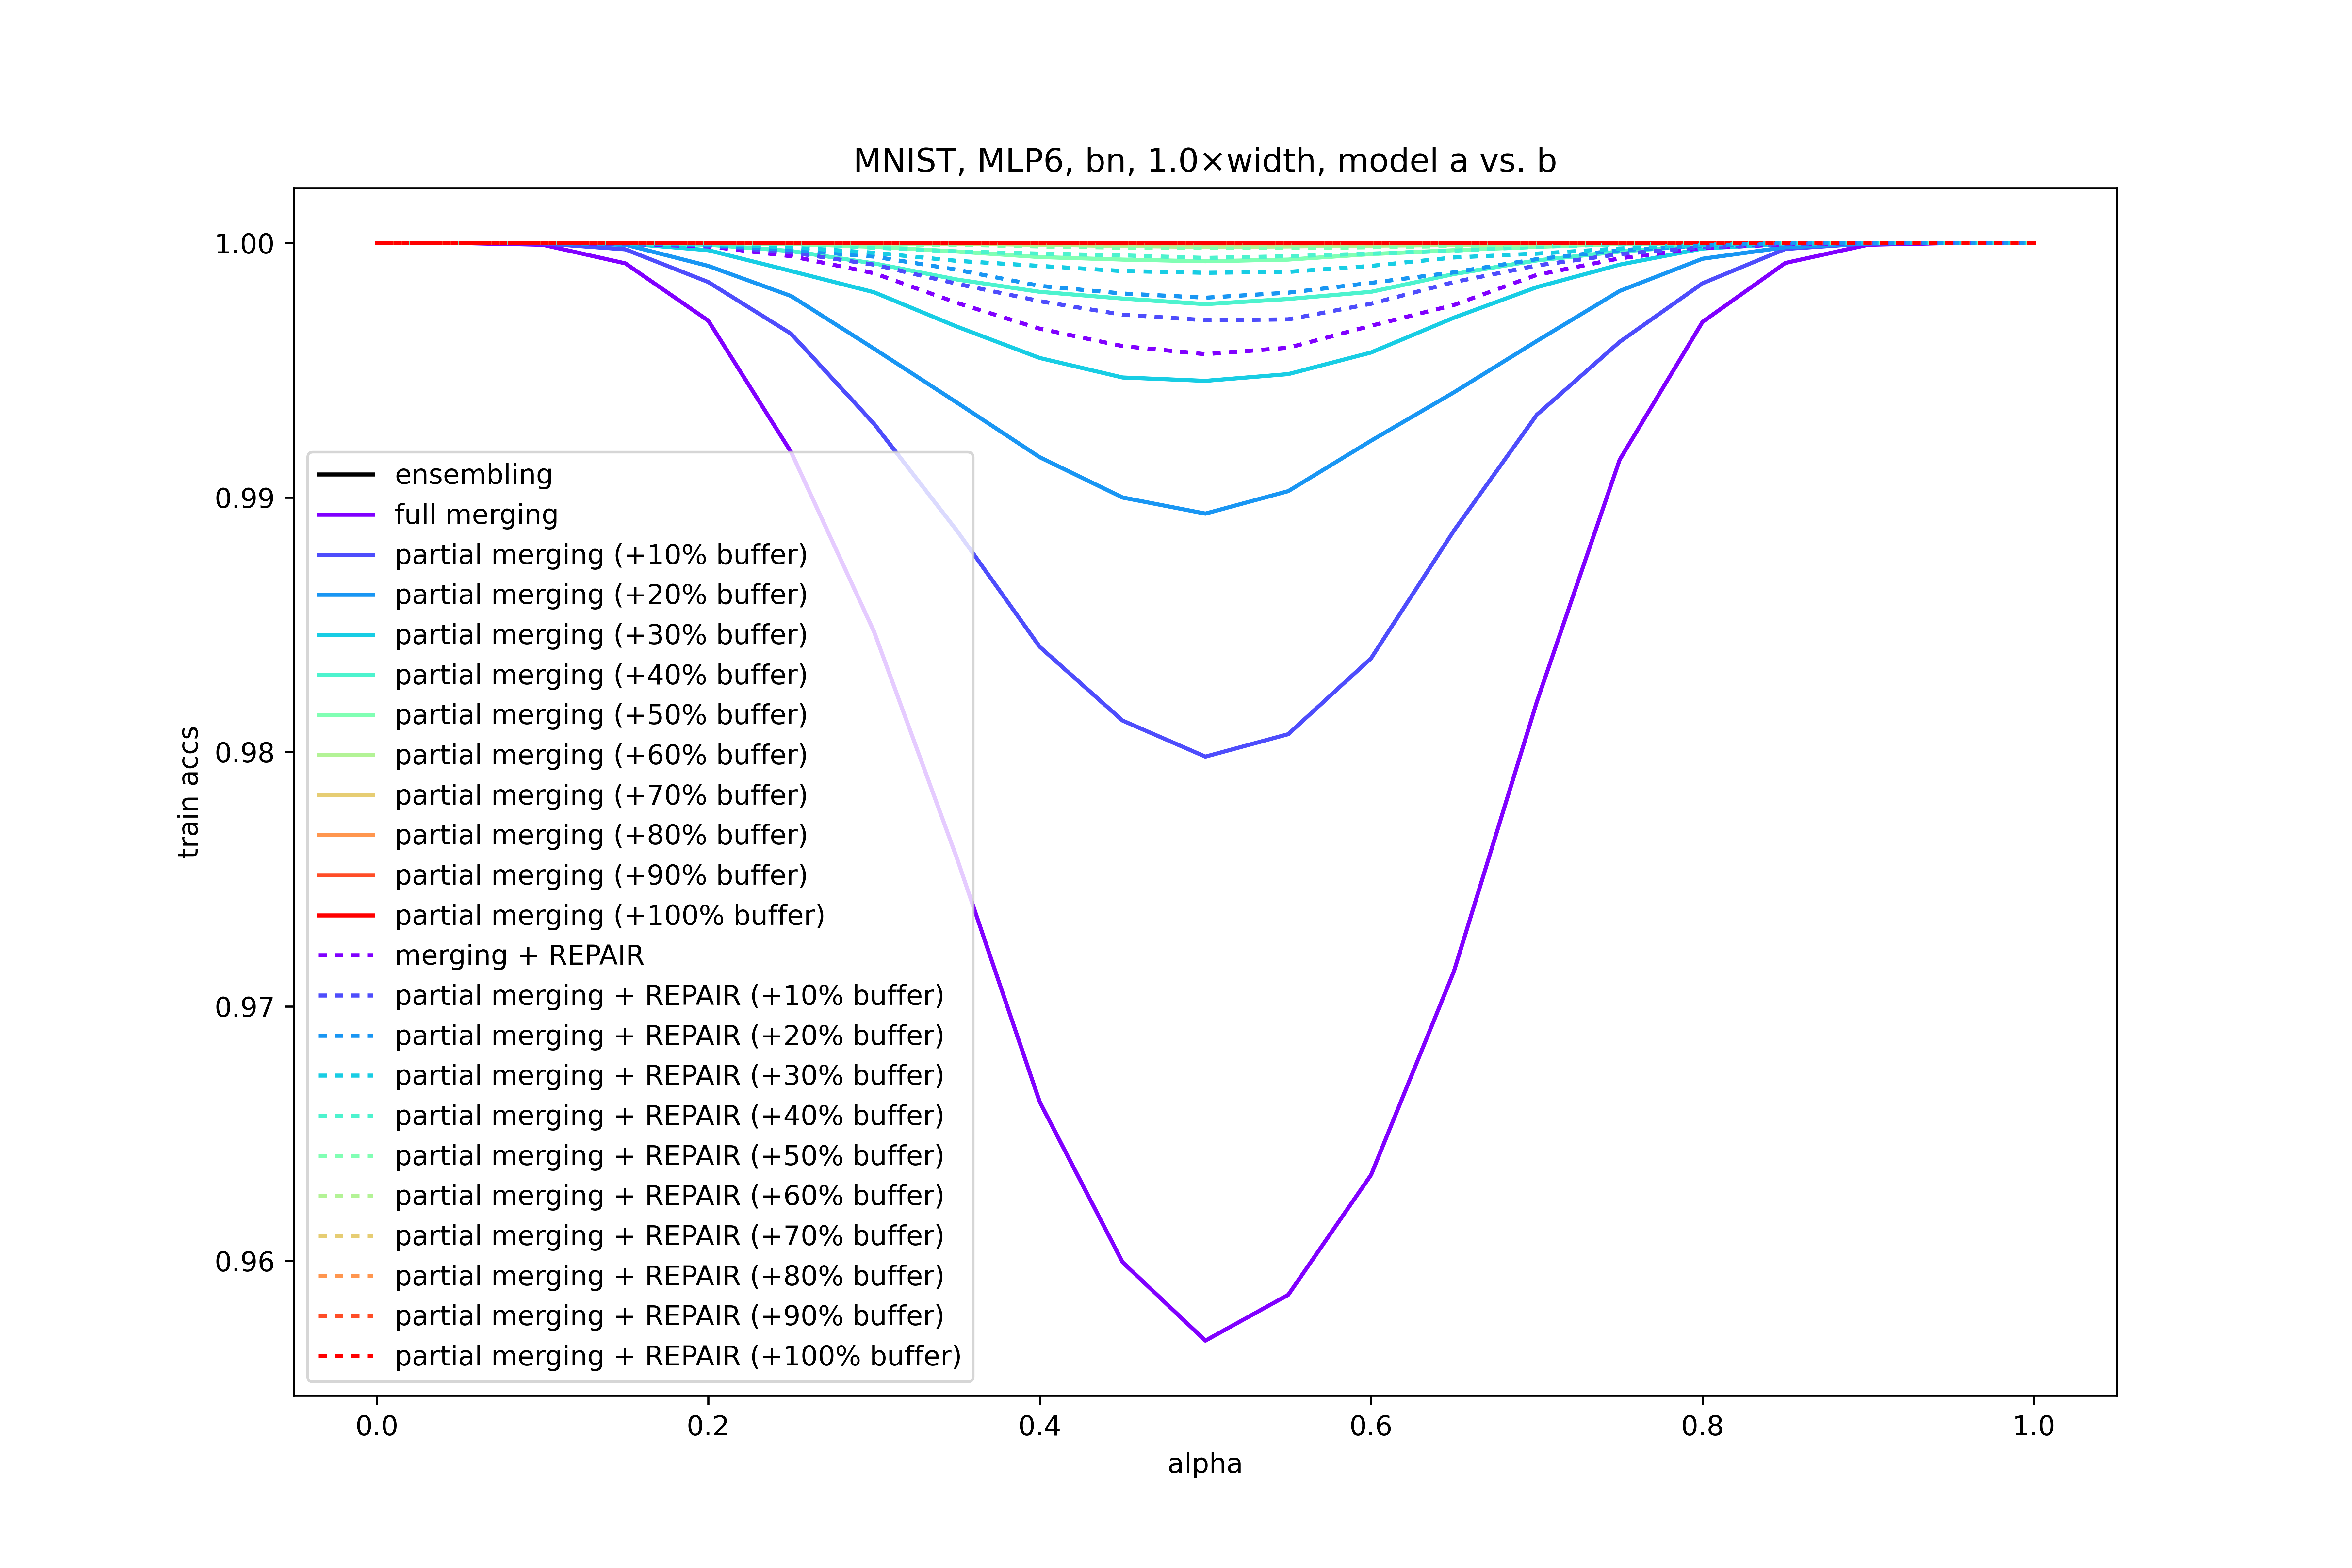 MNIST, MLP6, bn, 1.0×width, model a vs. b
1.00
0.99
0.98
0.97
0.96
train accs
ensembling
full merging
partial merging (+10% buffer)
partial merging (+20% buffer)
partial merging (+30% buffer)
partial merging (+40% buffer)
partial merging (+50% buffer)
partial merging (+60% buffer)
partial merging (+70% buffer)
partial merging (+80% buffer)
partial merging (+90% buffer)
partial merging (+100% buffer)
merging + REPAIR
partial merging + REPAIR (+10% buffer)
partial merging + REPAIR (+20% buffer)
partial merging + REPAIR (+30% buffer)
partial merging + REPAIR (+40% buffer)
partial merging + REPAIR (+50% buffer)
partial merging + REPAIR (+60% buffer)
partial merging + REPAIR (+70% buffer)
partial merging + REPAIR (+80% buffer)
partial merging + REPAIR (+90% buffer)
partial merging + REPAIR (+100% buffer)
0.0 0.2 0.4 0.6 0.8 1.0
alpha